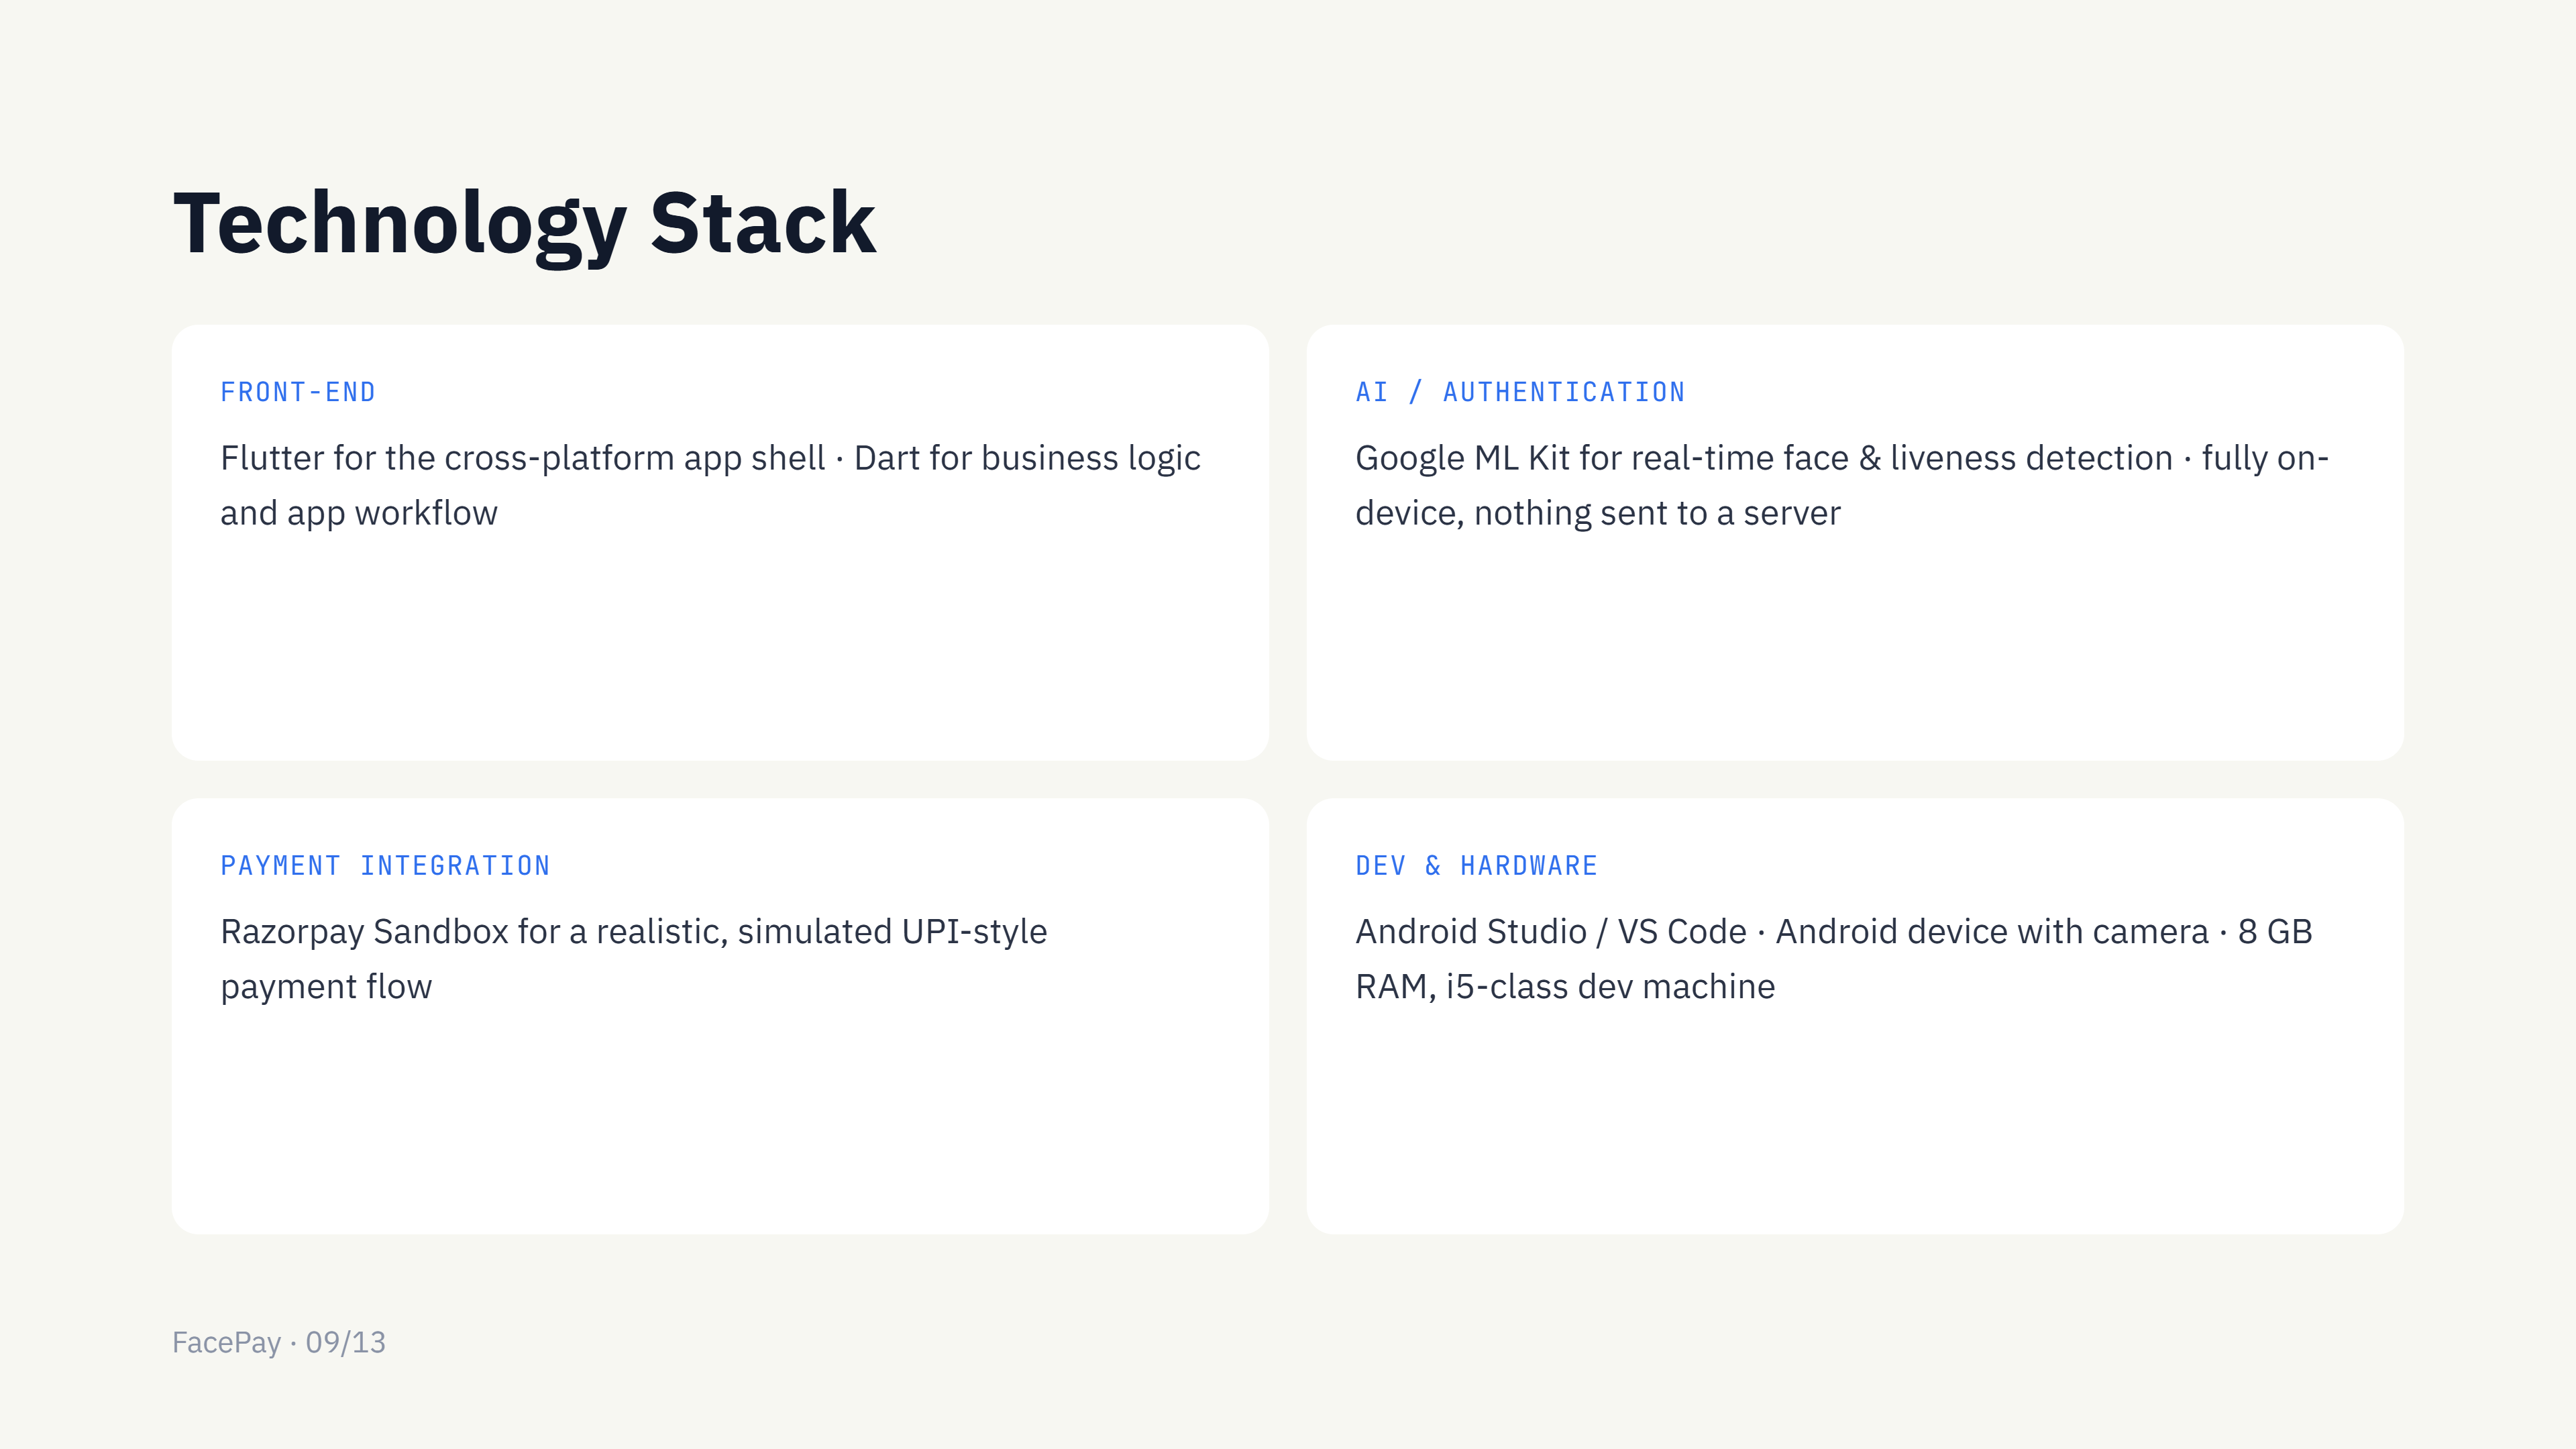 Technology Stack
FRONT-END
Flutter for the cross-platform app shell · Dart for business logic
and app workflow
AI / AUTHENTICATION
Google ML Kit for real-time face & liveness detection · fully on-
device, nothing sent to a server
PAYMENT INTEGRATION
Razorpay Sandbox for a realistic, simulated UPI-style
payment flow
DEV & HARDWARE
Android Studio / VS Code · Android device with camera · 8 GB
RAM, i5-class dev machine
FacePay · 09/13